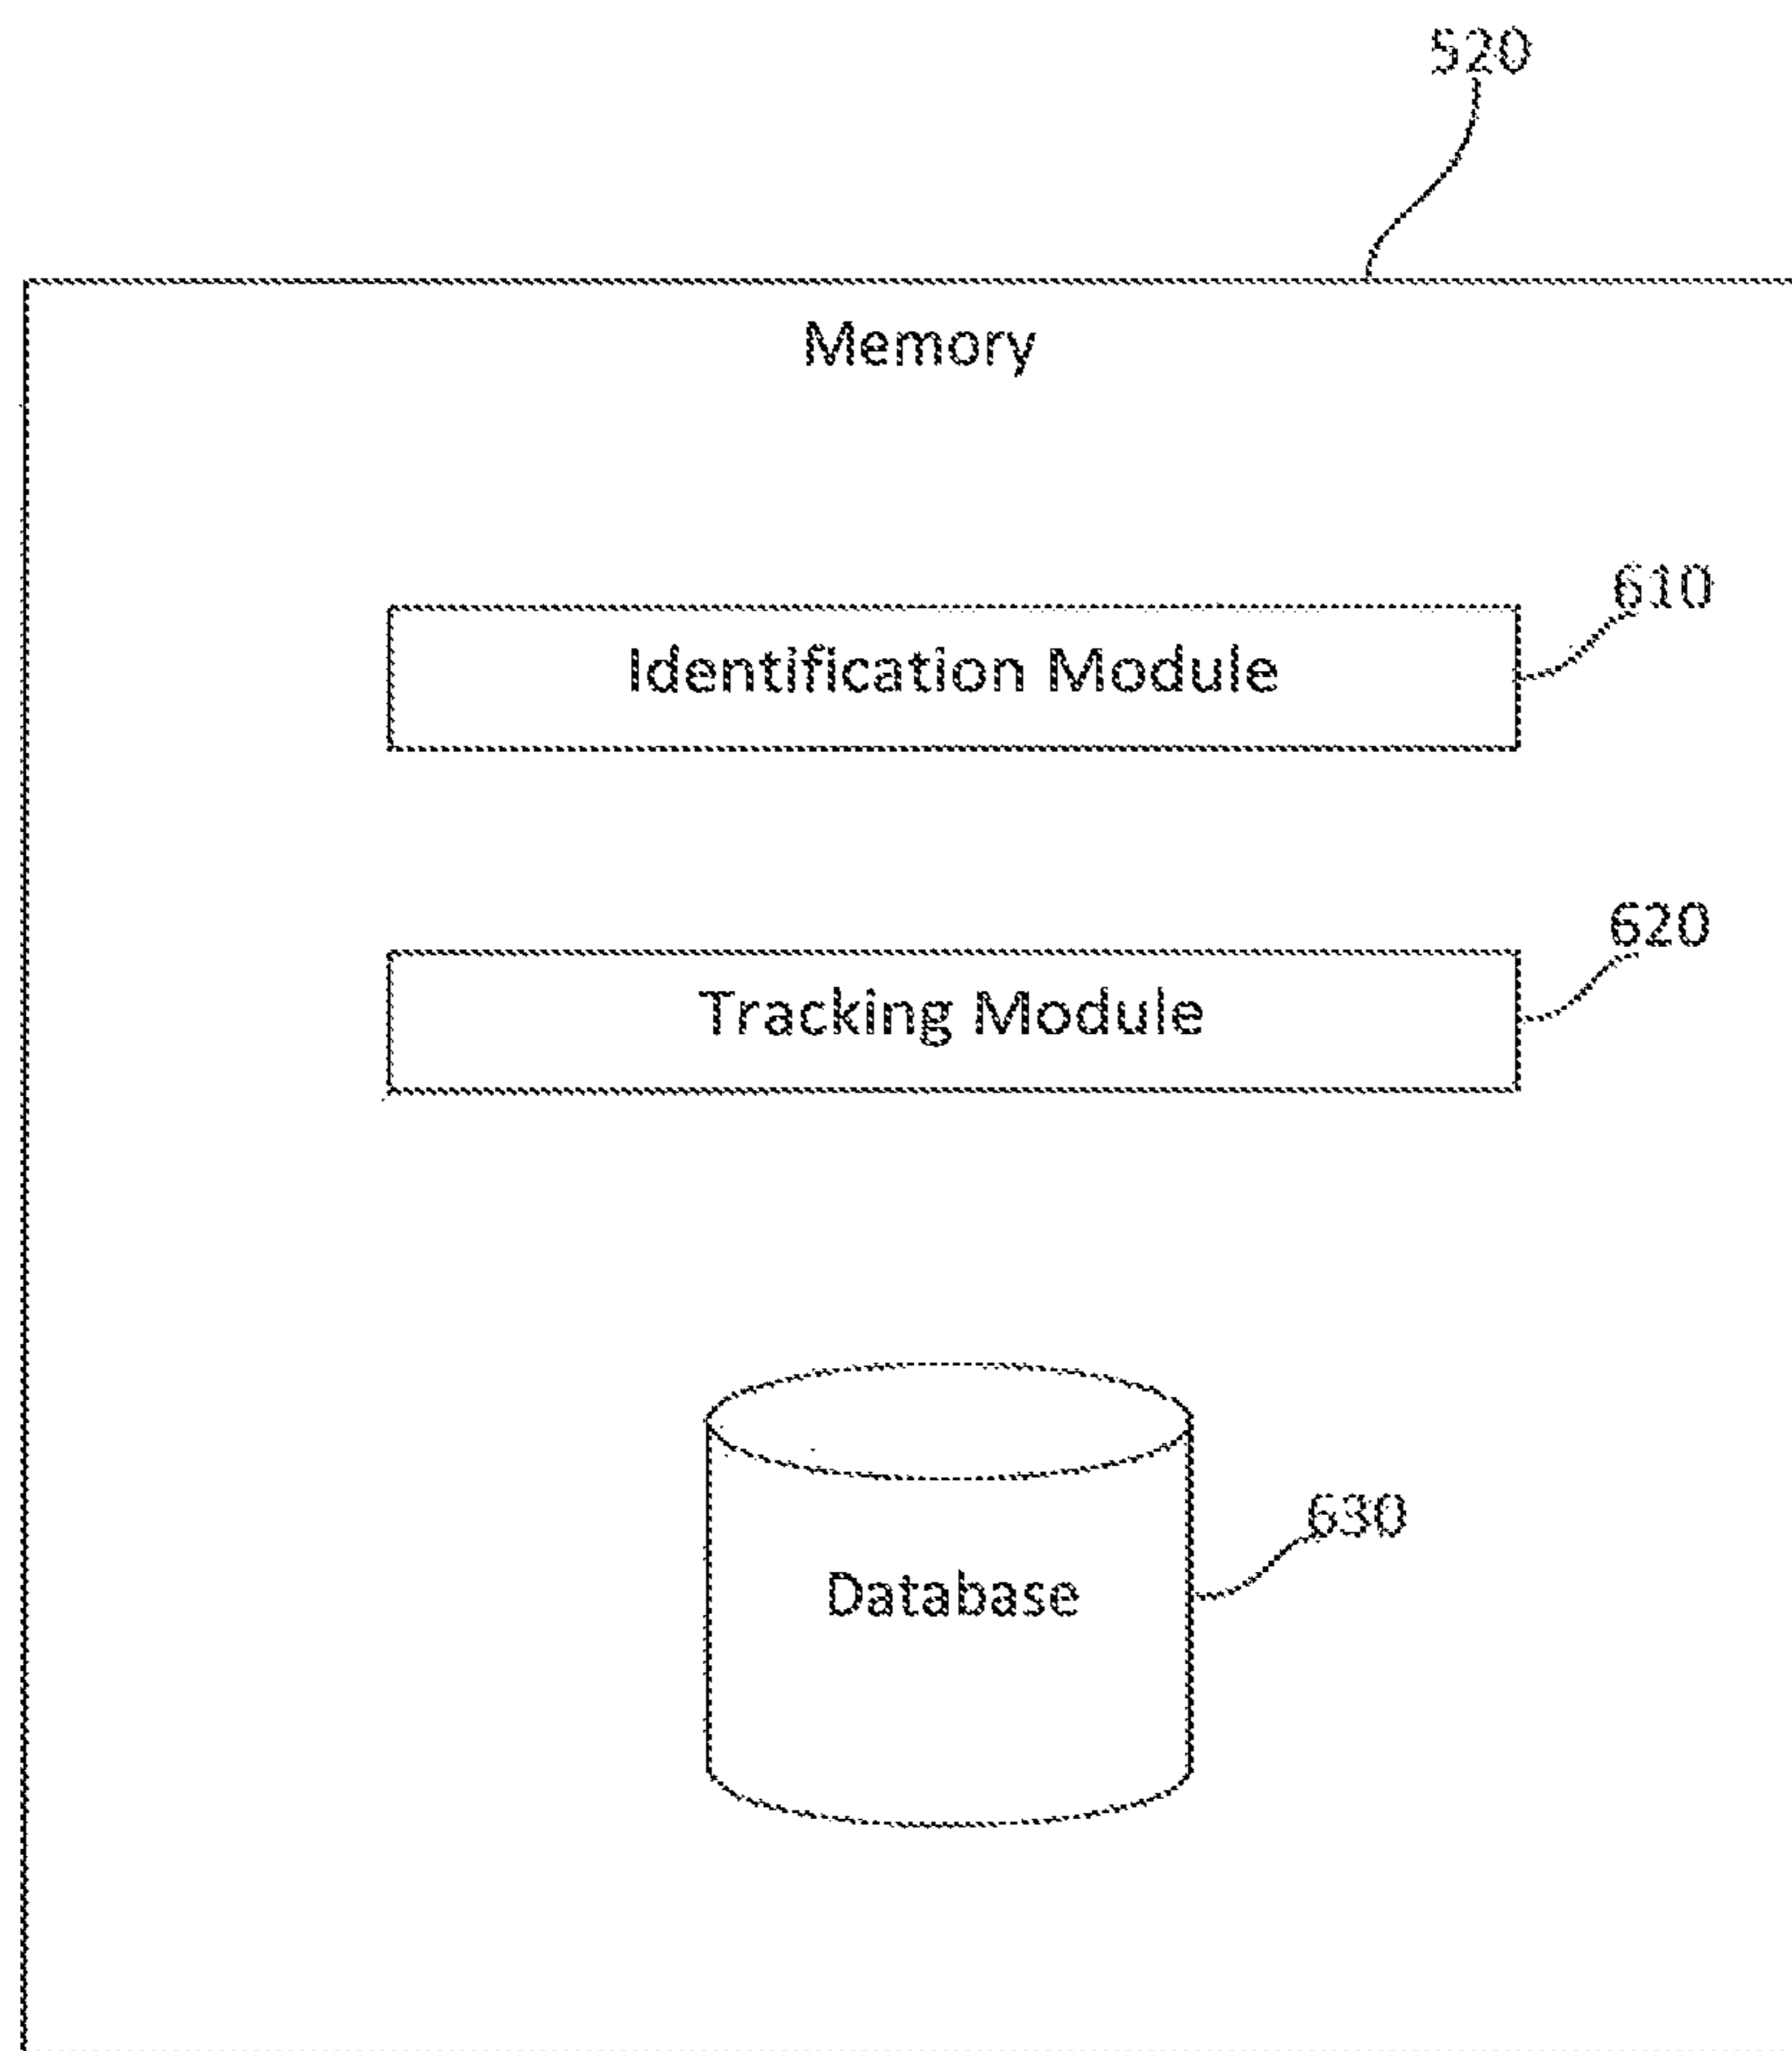 520
Memory
610
Identification Module
620
Tracking Module
630
Database